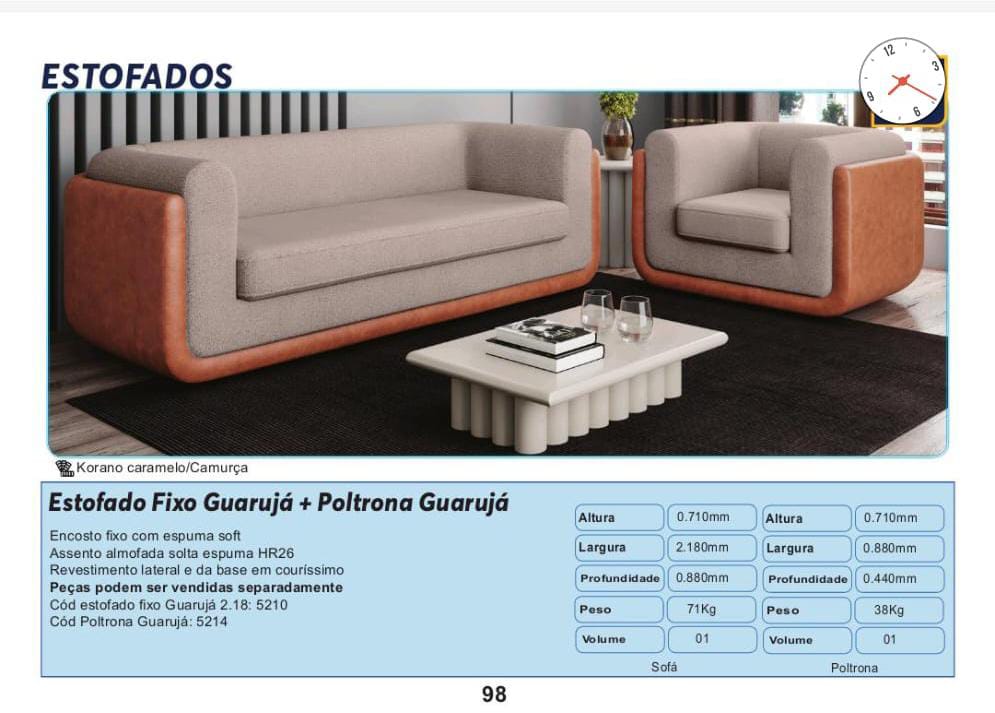 ESTOFADOS
12
3
6
9
Korano caramelo/Camurça
Estofado Fixo Guarujá + Poltrona Guarujá
Encosto fixo com espuma soft
Assento almofada solta espuma HR26
Revestimento lateral e da base em couríssimo
Peças podem ser vendidas separadamente
Cód estofado fixo Guarujá 2.18: 5210
Cód Poltrona Guarujá: 5214
Altura 0.710mm Altura 0.710mm
Largura 2.180mm Largura 0.880mm
Profundidade 0.880mm Profundidade 0.440mm
Peso 71Kg Peso 38Kg
Volume 01 Volume 01
Sofá Poltrona
98